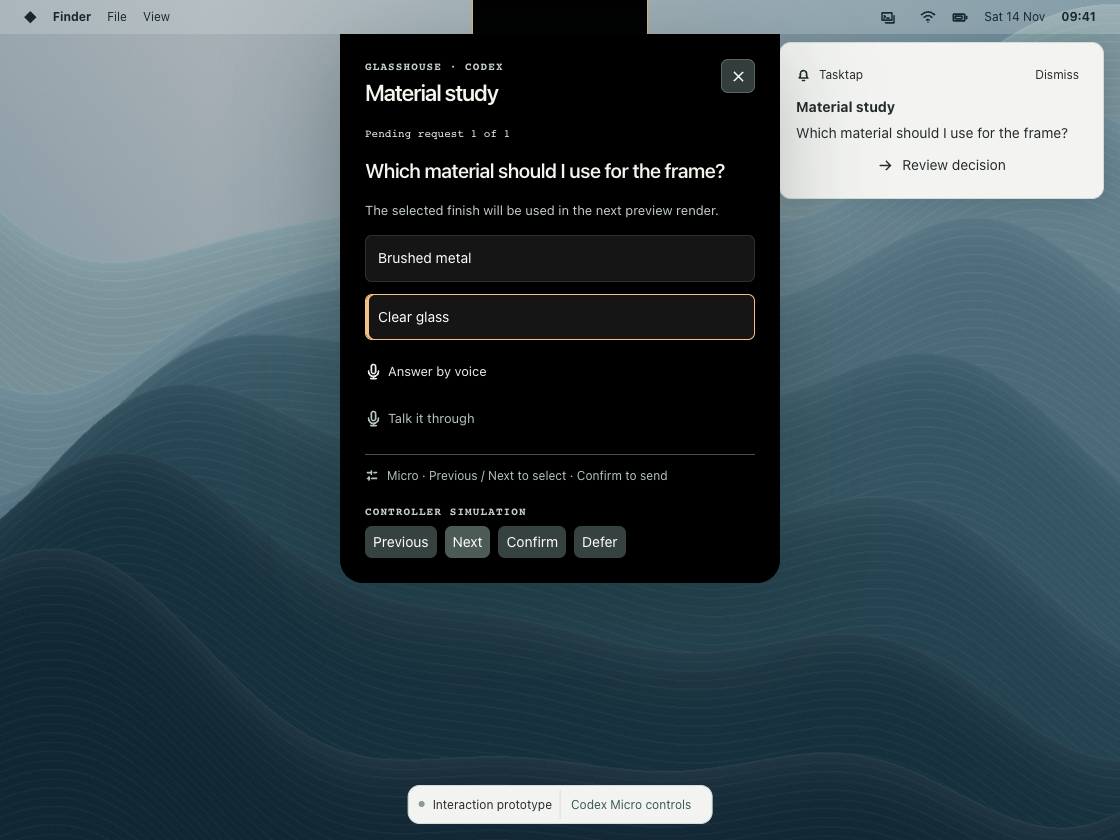 Finder File View
Sat 14 Nov 09:41
GLASSHOUSE · CODEX
Material study
Pending request 1 of 1
Which material should I use for the frame?
The selected finish will be used in the next preview render.
Brushed metal
Clear glass
Answer by voice
Talk it through
Micro · Previous / Next to select · Confirm to send
CONTROLLER SIMULATION
Previous Next Confirm Defer
Tasktap Dismiss
Material study
Which material should I use for the frame?
Review decision
Interaction prototype Codex Micro controls